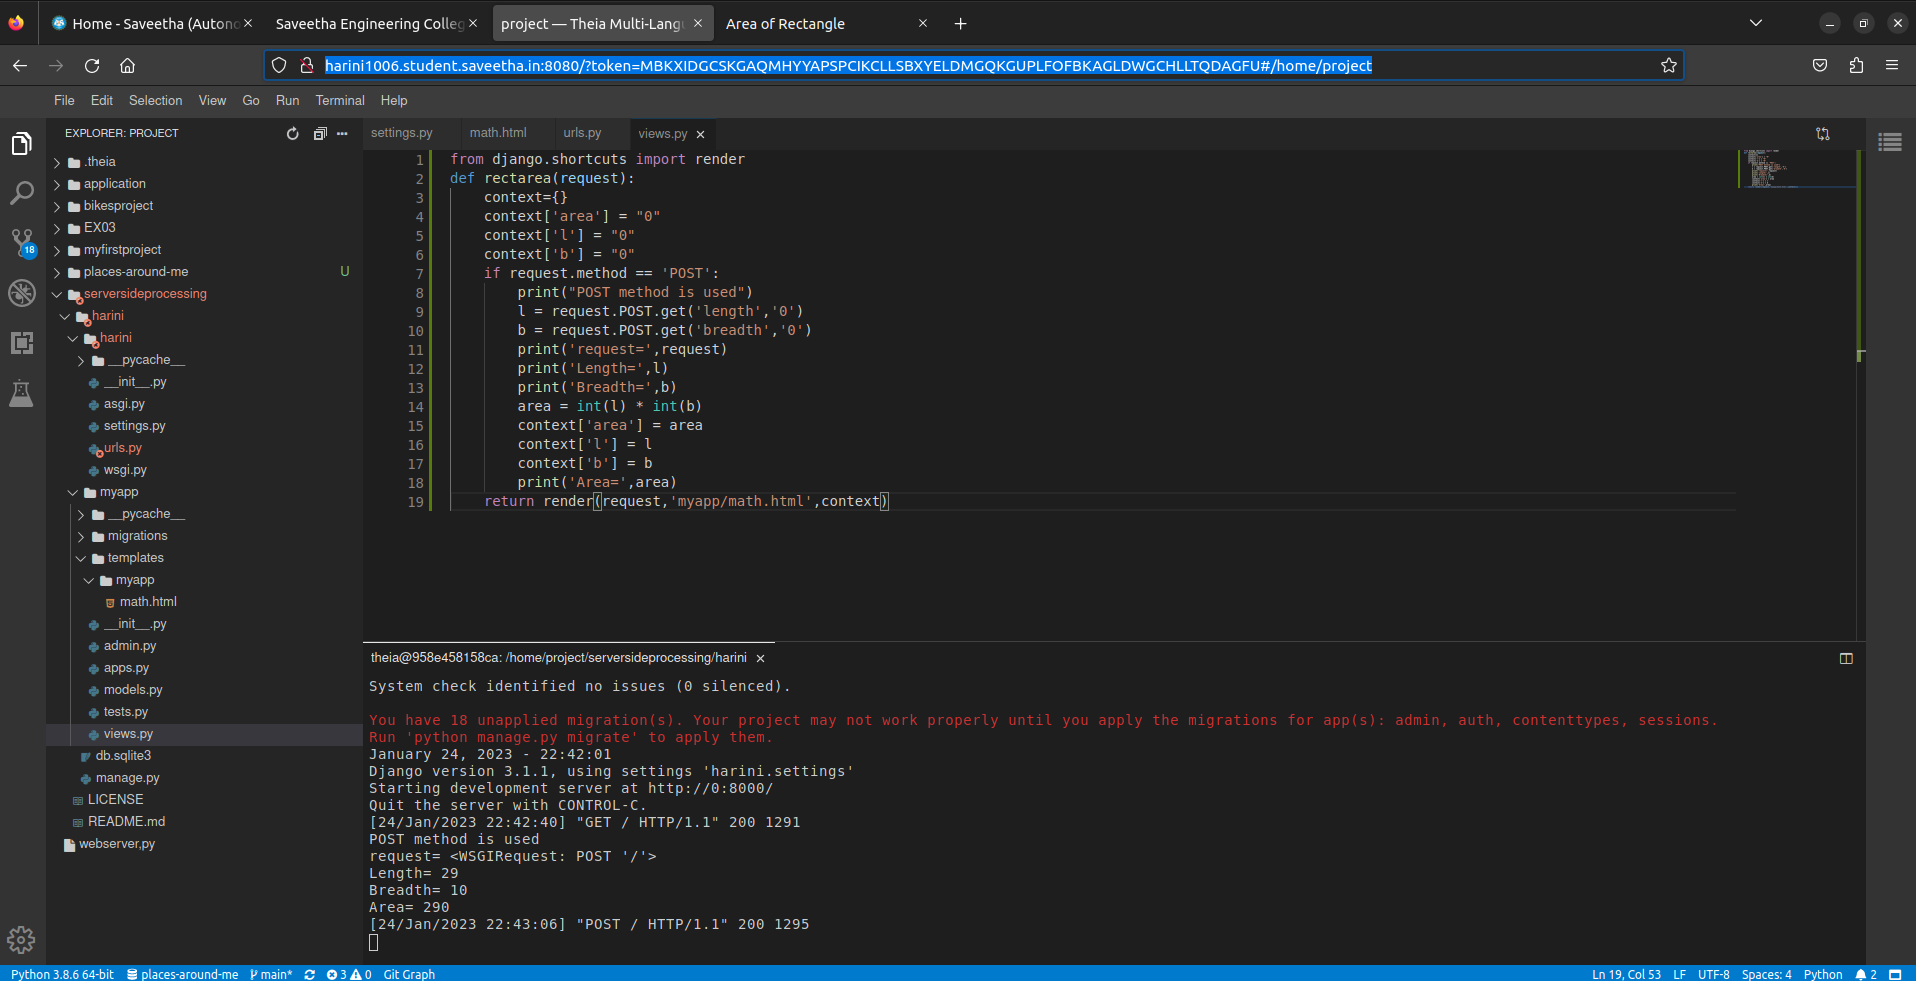 Home - Saveetha (Autono
Saveetha Engineering Colleg
project — Theia Multi-Langu
Area of Rectangle
harini1006.student.saveetha.in:8080/?token=MBKXIDGCSKGAQMHYYAPSPCIKCLLSBXYELDMGQKGUPLFOFBKAGLDWGCHLLTQDAGFU#/home/project
File Edit Selection View Go Run Terminal Help
EXPLORER: PROJECT
.theia
application
bikesproject
EX03
myfirstproject
places-around-me U
serversideprocessing
harini
harini
__pycache__
__init__.py
asgi.py
settings.py
urls.py
wsgi.py
myapp
__pycache__
migrations
templates
myapp
math.html
__init__.py
admin.py
apps.py
models.py
tests.py
views.py
db.sqlite3
manage.py
LICENSE
README.md
webserver,py
18
settings.py math.html urls.py views.py
1 from django.shortcuts import render
2 def rectarea(request):
3 context={}
4 context['area'] = "0"
5 context['l'] = "0"
6 context['b'] = "0"
7 if request.method == 'POST':
8 print("POST method is used")
9 l = request.POST.get('length','0')
10 b = request.POST.get('breadth','0')
11 print('request=',request)
12 print('Length=',l)
13 print('Breadth=',b)
14 area = int(l) * int(b)
15 context['area'] = area
16 context['l'] = l
17 context['b'] = b
18 print('Area=',area)
19 return render(request,'myapp/math.html',context)
theia@958e458158ca: /home/project/serversideprocessing/harini
System check identified no issues (0 silenced).
You have 18 unapplied migration(s). Your project may not work properly until you apply the migrations for app(s): admin, auth, contenttypes, sessions.
Run 'python manage.py migrate' to apply them.
January 24, 2023 - 22:42:01
Django version 3.1.1, using settings 'harini.settings'
Starting development server at http://0:8000/
Quit the server with CONTROL-C.
[24/Jan/2023 22:42:40] "GET / HTTP/1.1" 200 1291
POST method is used
request= <WSGIRequest: POST '/'>
Length= 29
Breadth= 10
Area= 290
[24/Jan/2023 22:43:06] "POST / HTTP/1.1" 200 1295
Python 3.8.6 64-bit places-around-me main* 3 0 Git Graph
Ln 19, Col 53 LF UTF-8 Spaces: 4 Python 2